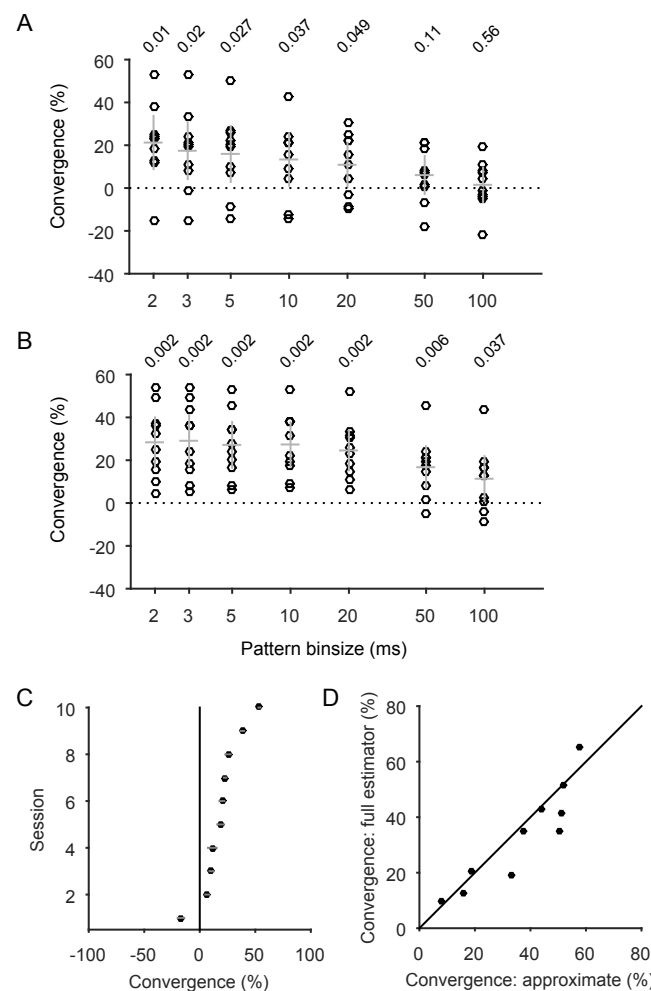 A
0.01 0.02 0.027 0.037 0.049 0.11 0.56
60
40
20
0
-20
-40
Convergence (%)
2 3 5 10 20 50 100
B
0.002 0.002 0.002 0.002 0.002 0.006 0.037
60
40
20
0
-20
-40
Convergence (%)
2 3 5 10 20 50 100
Pattern binsize (ms)
C
10
8
6
4
2
Session
-100 -50 0 50 100
Convergence (%)
D
80
60
40
20
0
Convergence: full estimator (%)
0 20 40 60 80
Convergence: approximate (%)